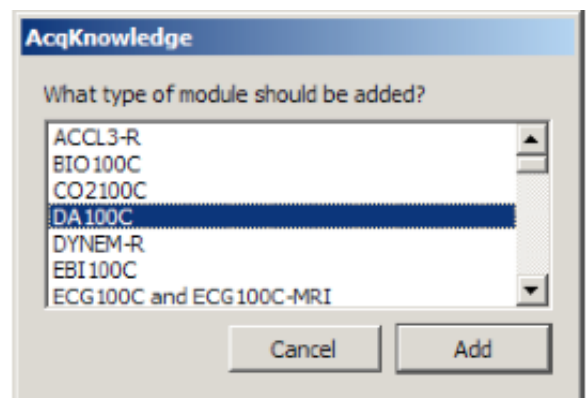 AcqKnowledge
What type of module should be added?
ACCL3-R
BIO100C
CO2100C
DA100C
DYNEM-R
EBI100C
ECG100C and ECG100C-MRI
Cancel Add